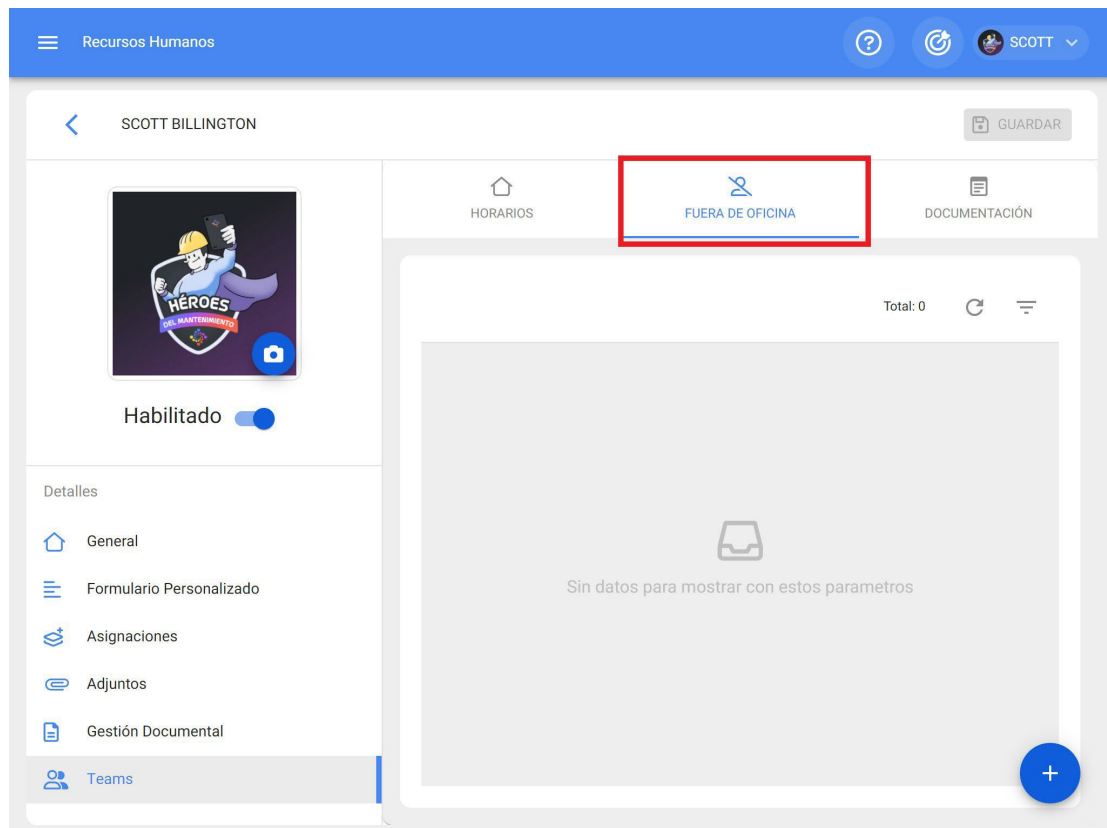 Recursos Humanos
SCOTT
SCOTT BILLINGTON
GUARDAR
HÉROES
DEL MANTENIMIENTO
Habilitado
Detalles
General
Formulario Personalizado
Asignaciones
Adjuntos
Gestión Documental
Teams
HORARIOS
FUERA DE OFICINA
DOCUMENTACIÓN
Total: 0
Sin datos para mostrar con estos parametros